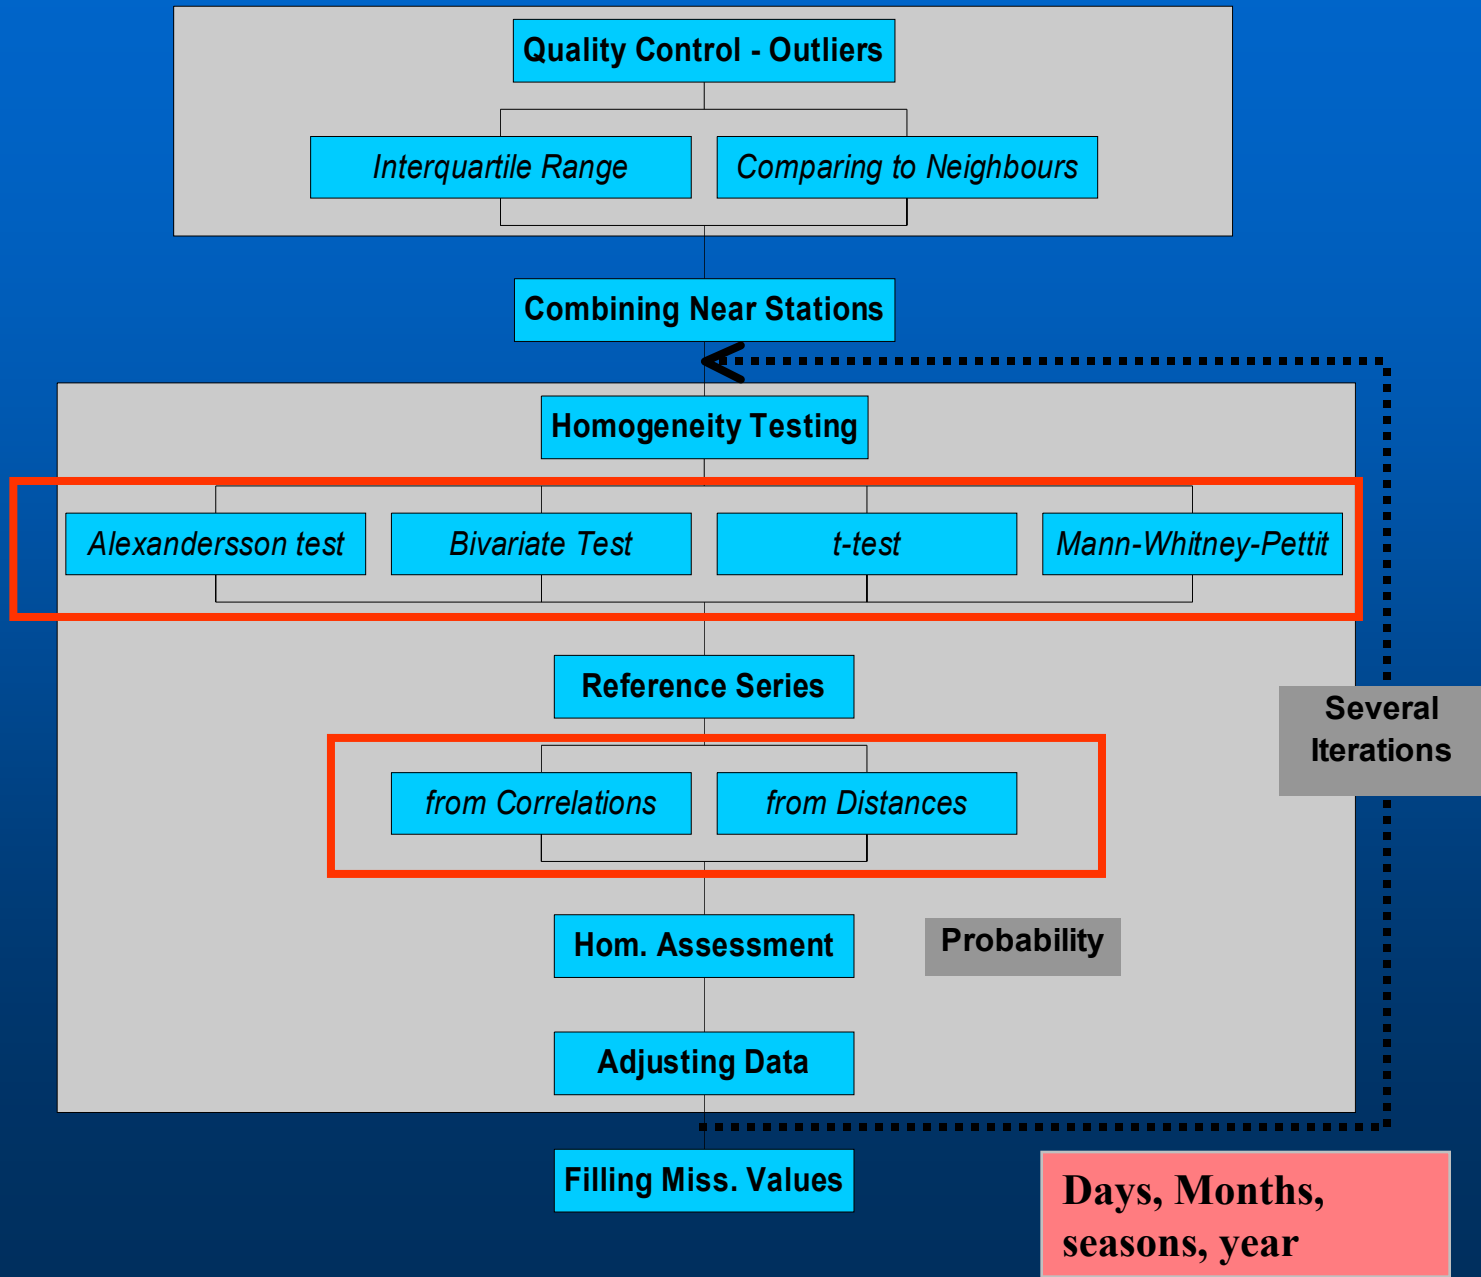 Quality Control - Outliers
Interquartile Range
Comparing to Neighbours
Combining Near Stations
Homogeneity Testing
Alexandersson test
Bivariate Test
t-test
Mann-Whitney-Pettit
Reference Series
Several
Iterations
from Correlations
from Distances
Hom. Assessment
Probability
Adjusting Data
Filling Miss. Values
Days, Months,
seasons, year